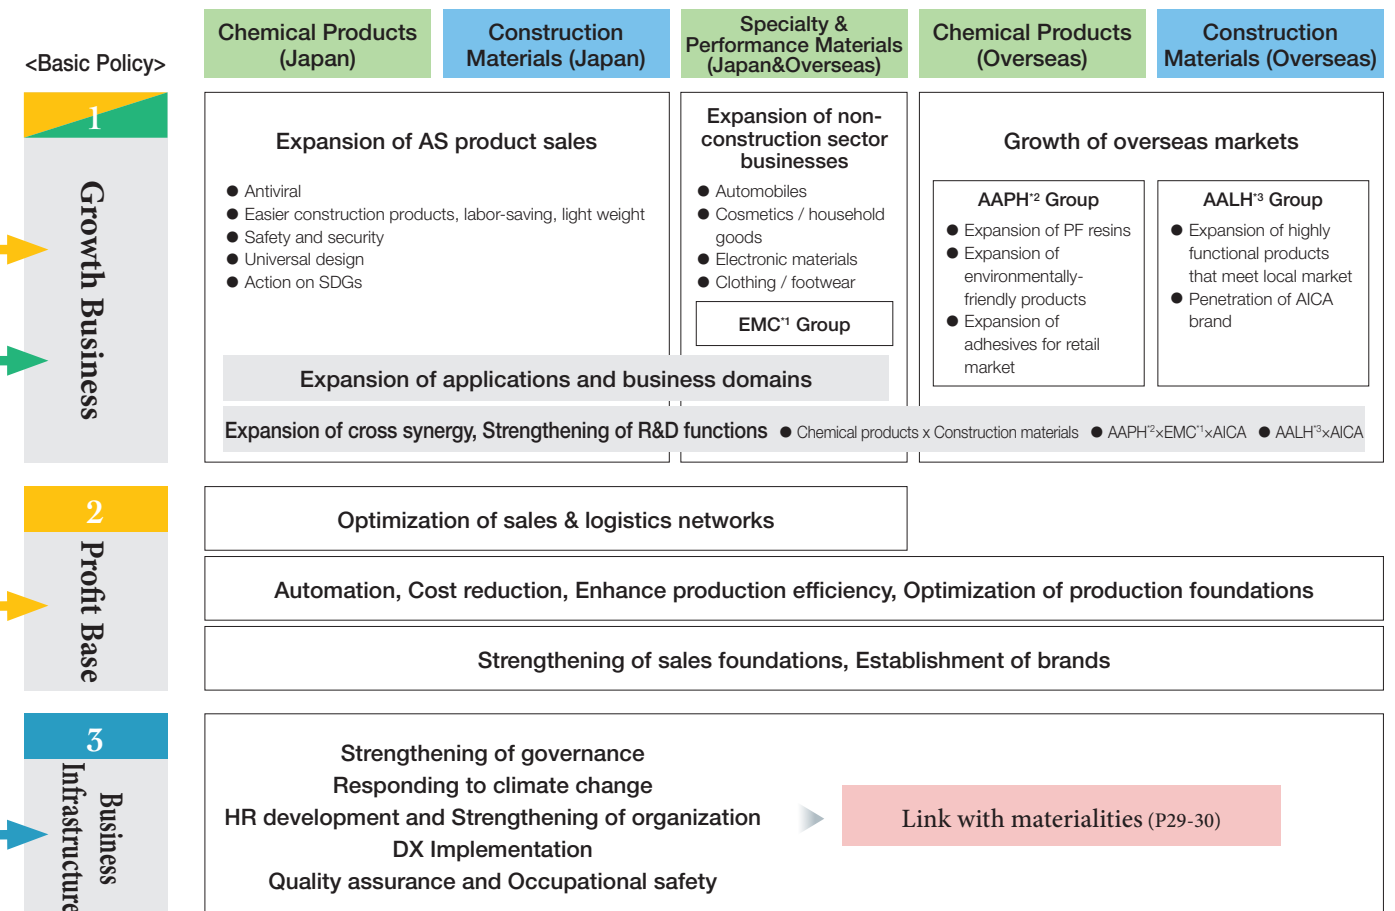 <Basic Policy>
Chemical Products
(Japan)
Construction
Materials (Japan)
Specialty &
Performance Materials
(Japan&Overseas)
Chemical Products
(Overseas)
Construction
Materials (Overseas)
1
Growth Business
Expansion of AS product sales
● Antiviral
● Easier construction products, labor-saving, light weight
● Safety and security
● Universal design
● Action on SDGs
Expansion of non-
construction sector
businesses
● Automobiles
● Cosmetics / household
goods
● Electronic materials
● Clothing / footwear
EMC*1 Group
Growth of overseas markets
AAPH*2 Group
● Expansion of PF resins
● Expansion of
environmentally-
friendly products
● Expansion of
adhesives for retail
market
AALH*3 Group
● Expansion of highly
functional products
that meet local market
● Penetration of AICA
brand
Expansion of applications and business domains
Expansion of cross synergy, Strengthening of R&D functions ● Chemical products x Construction materials ● AAPH*2×EMC*1×AICA ● AALH*3×AICA
2
Profit Base
Optimization of sales & logistics networks
Automation, Cost reduction, Enhance production efficiency, Optimization of production foundations
Strengthening of sales foundations, Establishment of brands
3
Business
Infrastructure
Strengthening of governance
Responding to climate change
HR development and Strengthening of organization
DX Implementation
Quality assurance and Occupational safety
Link with materialities (P29-30)